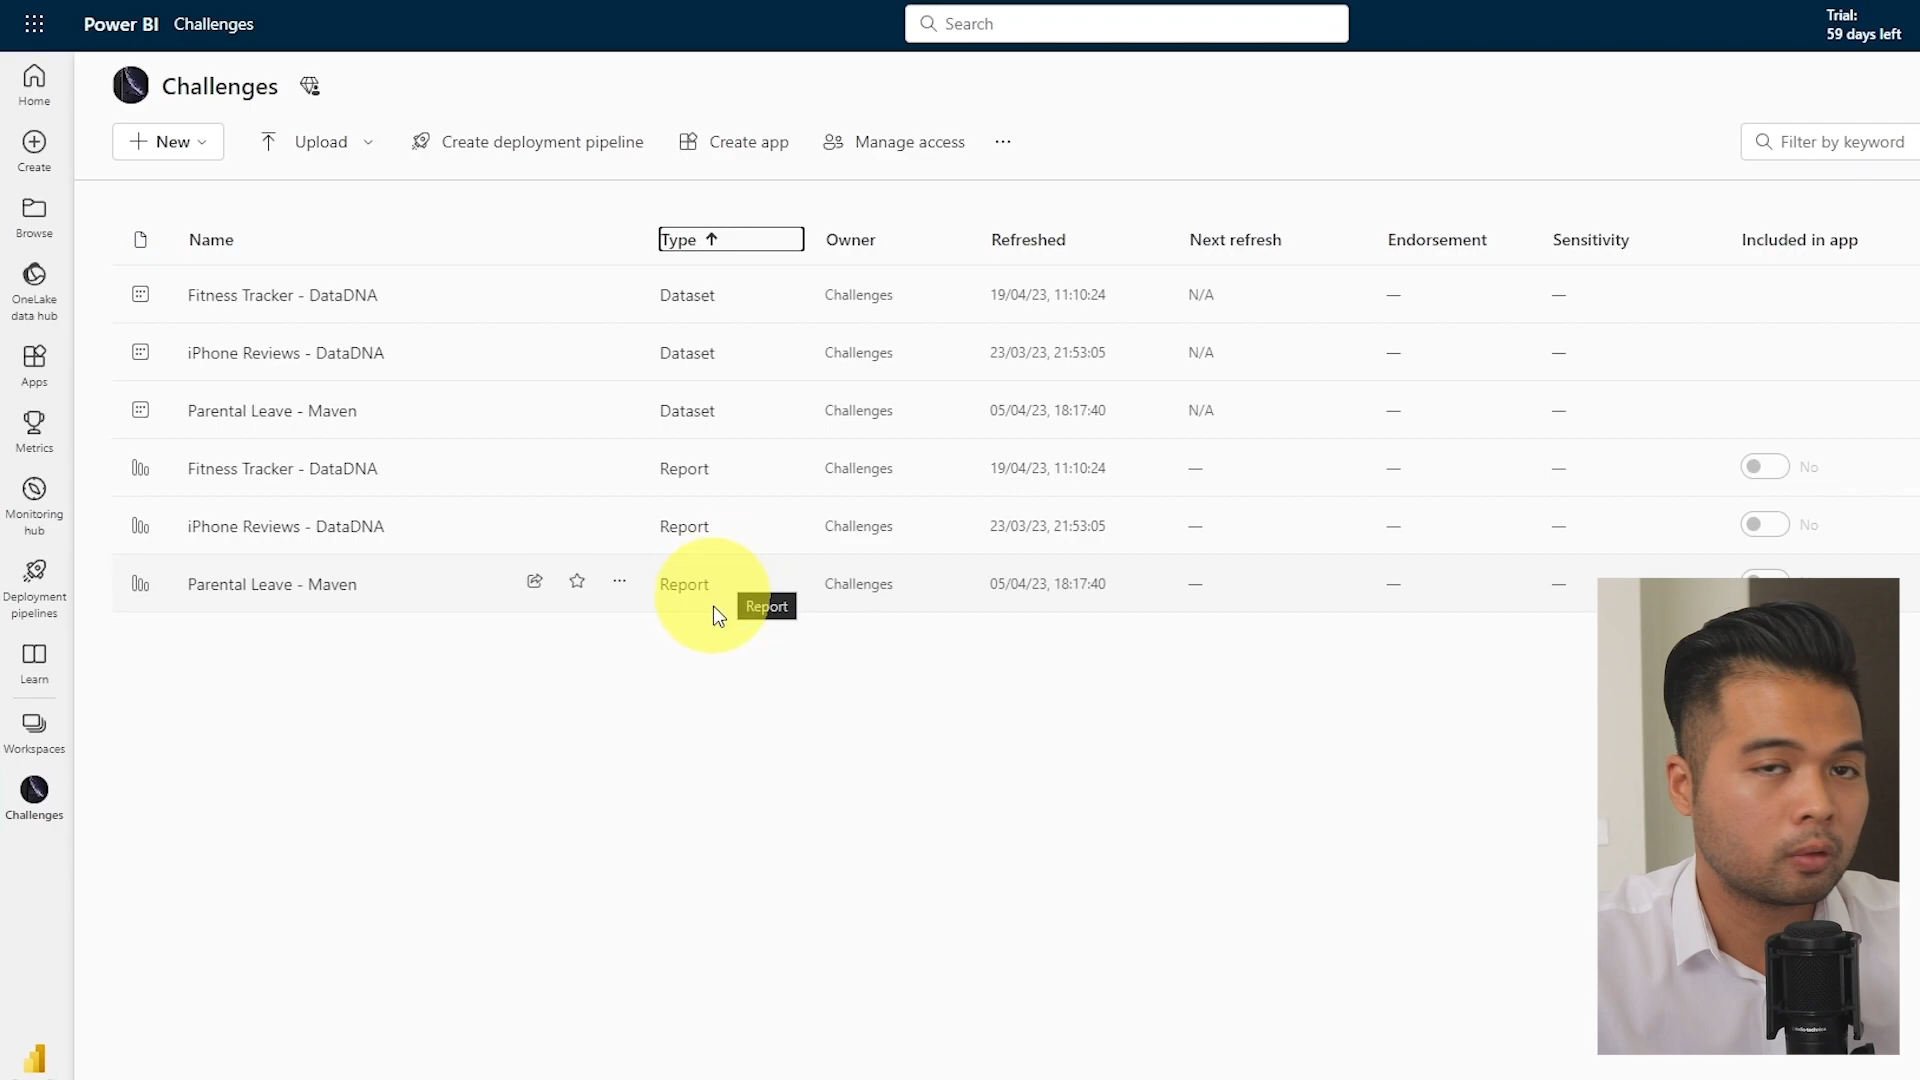 Power BI Challenges
Search
Trial:
59 days left
Home
Create
Browse
OneLake
data hub
Apps
Metrics
Monitoring
hub
Deployment
pipelines
Learn
Workspaces
Challenges
Challenges
New
Upload
Create deployment pipeline
Create app
Manage access
...
Filter by keyword
Name Type Owner Refreshed Next refresh Endorsement Sensitivity Included in app
Fitness Tracker - DataDNA Dataset Challenges 19/04/23, 11:10:24 N/A — —
iPhone Reviews - DataDNA Dataset Challenges 23/03/23, 21:53:05 N/A — —
Parental Leave - Maven Dataset Challenges 05/04/23, 18:17:40 N/A — —
Fitness Tracker - DataDNA Report Challenges 19/04/23, 11:10:24 — — — No
iPhone Reviews - DataDNA Report Challenges 23/03/23, 21:53:05 — — — No
Parental Leave - Maven ... Report Challenges 05/04/23, 18:17:40 — — —
Report
audio-technica